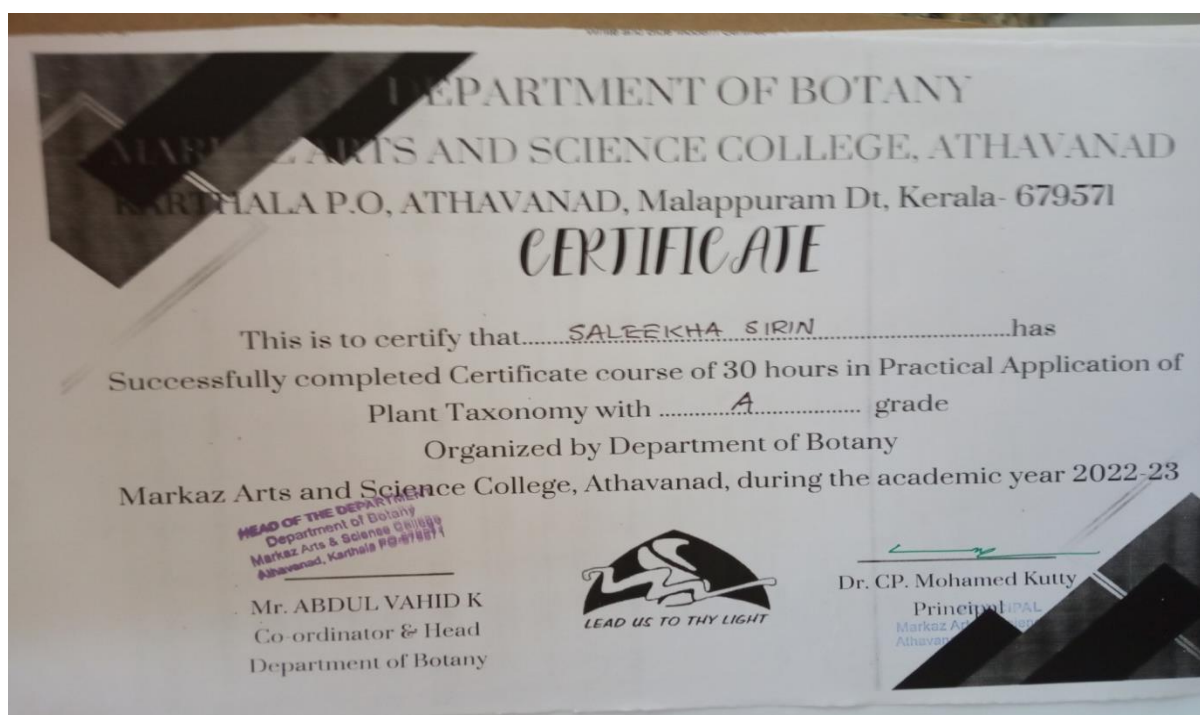 DEPARTMENT OF BOTANY
MARKAZ ARTS AND SCIENCE COLLEGE, ATHAVANAD
KARTHALA P.O, ATHAVANAD, Malappuram Dt, Kerala- 679571
CERTIFICATE
This is to certify that......SALEEKHA SIRIN......has
Successfully completed Certificate course of 30 hours in Practical Application of
Plant Taxonomy with ............A................ grade
Organized by Department of Botany
Markaz Arts and Science College, Athavanad, during the academic year 2022-23
HEAD OF THE DEPARTMENT
Department of Botany
Markaz Arts & Science College
Athavanad, Karthala PO-
Mr. ABDUL VAHID K
Co-ordinator & Head
Department of Botany
LEAD US TO THY LIGHT
Dr. CP. Mohamed Kutty
Principal
Markaz